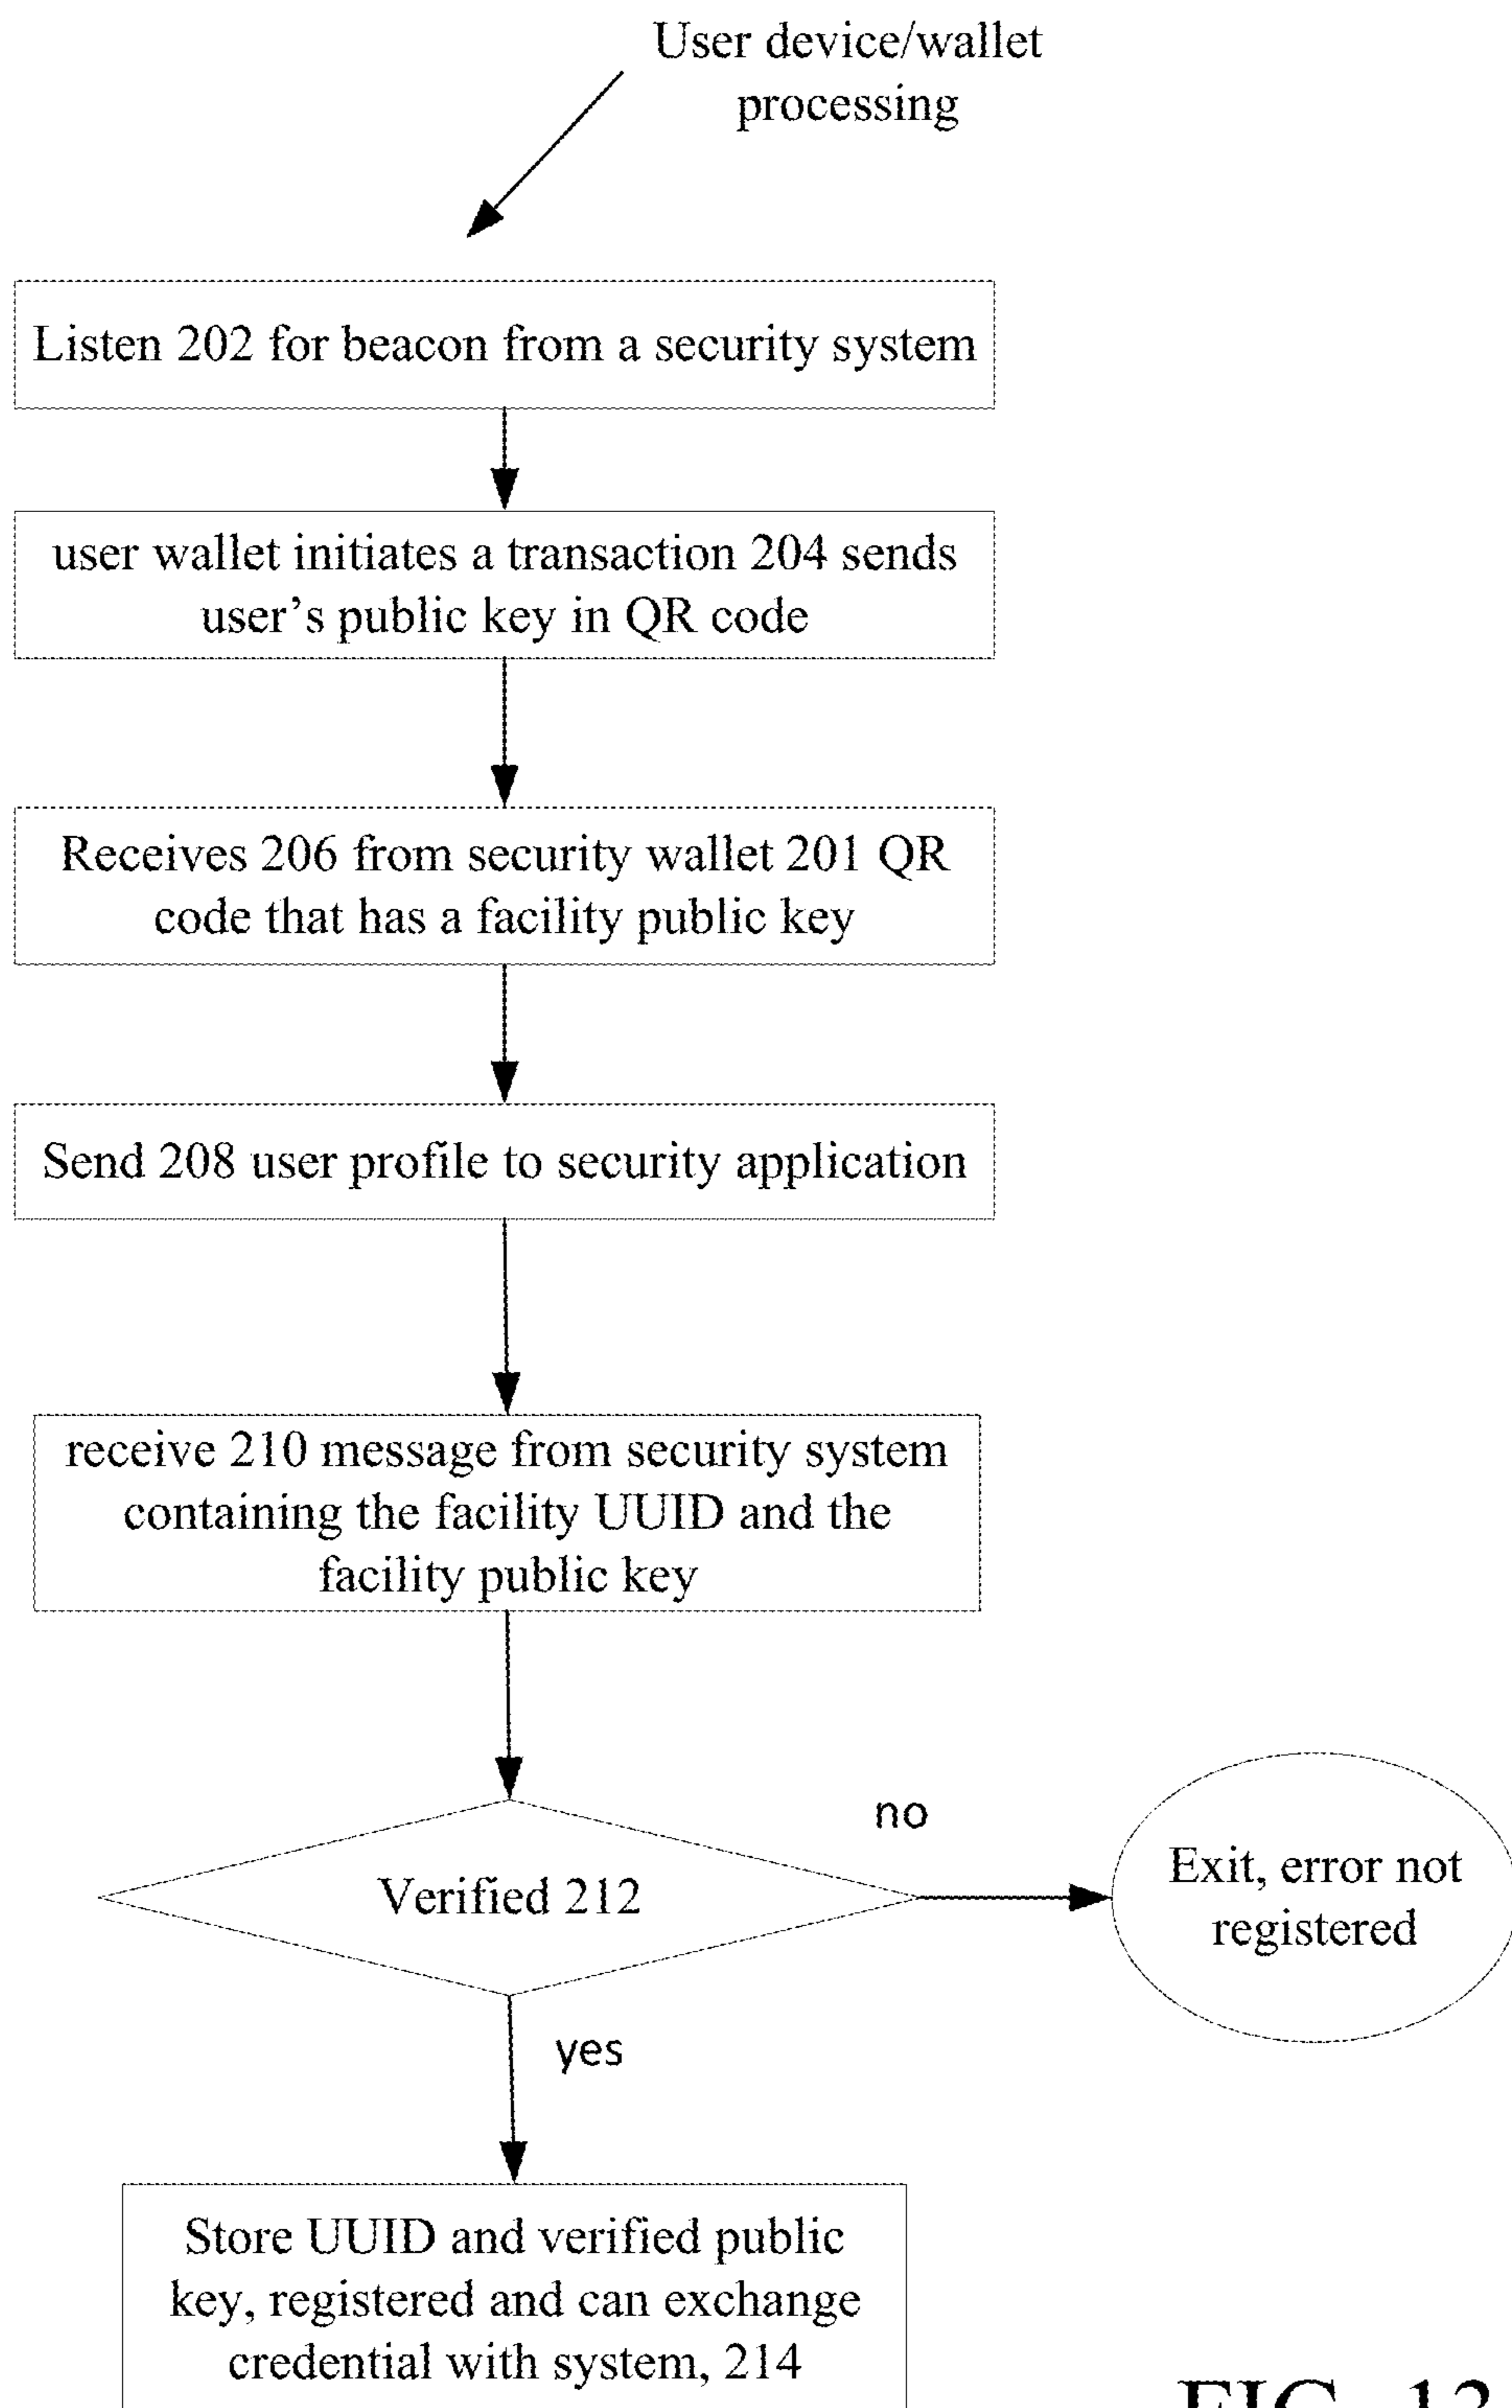 User device/wallet
processing
Listen 202 for beacon from a security system
user wallet initiates a transaction 204 sends
user’s public key in QR code
Receives 206 from security wallet 201 QR
code that has a facility public key
Send 208 user profile to security application
receive 210 message from security system
containing the facility UUID and the
facility public key
Verified 212
no
Exit, error not
registered
yes
Store UUID and verified public
key, registered and can exchange
credential with system, 214
FIG. 13